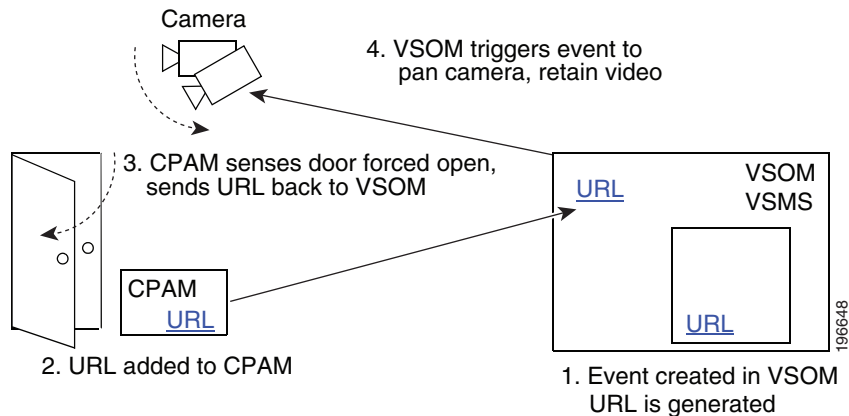 Camera
4. VSOM triggers event to
pan camera, retain video
3. CPAM senses door forced open,
sends URL back to VSOM
URL
VSOM
VSMS
CPAM
URL
URL
196648
2. URL added to CPAM
1. Event created in VSOM
URL is generated